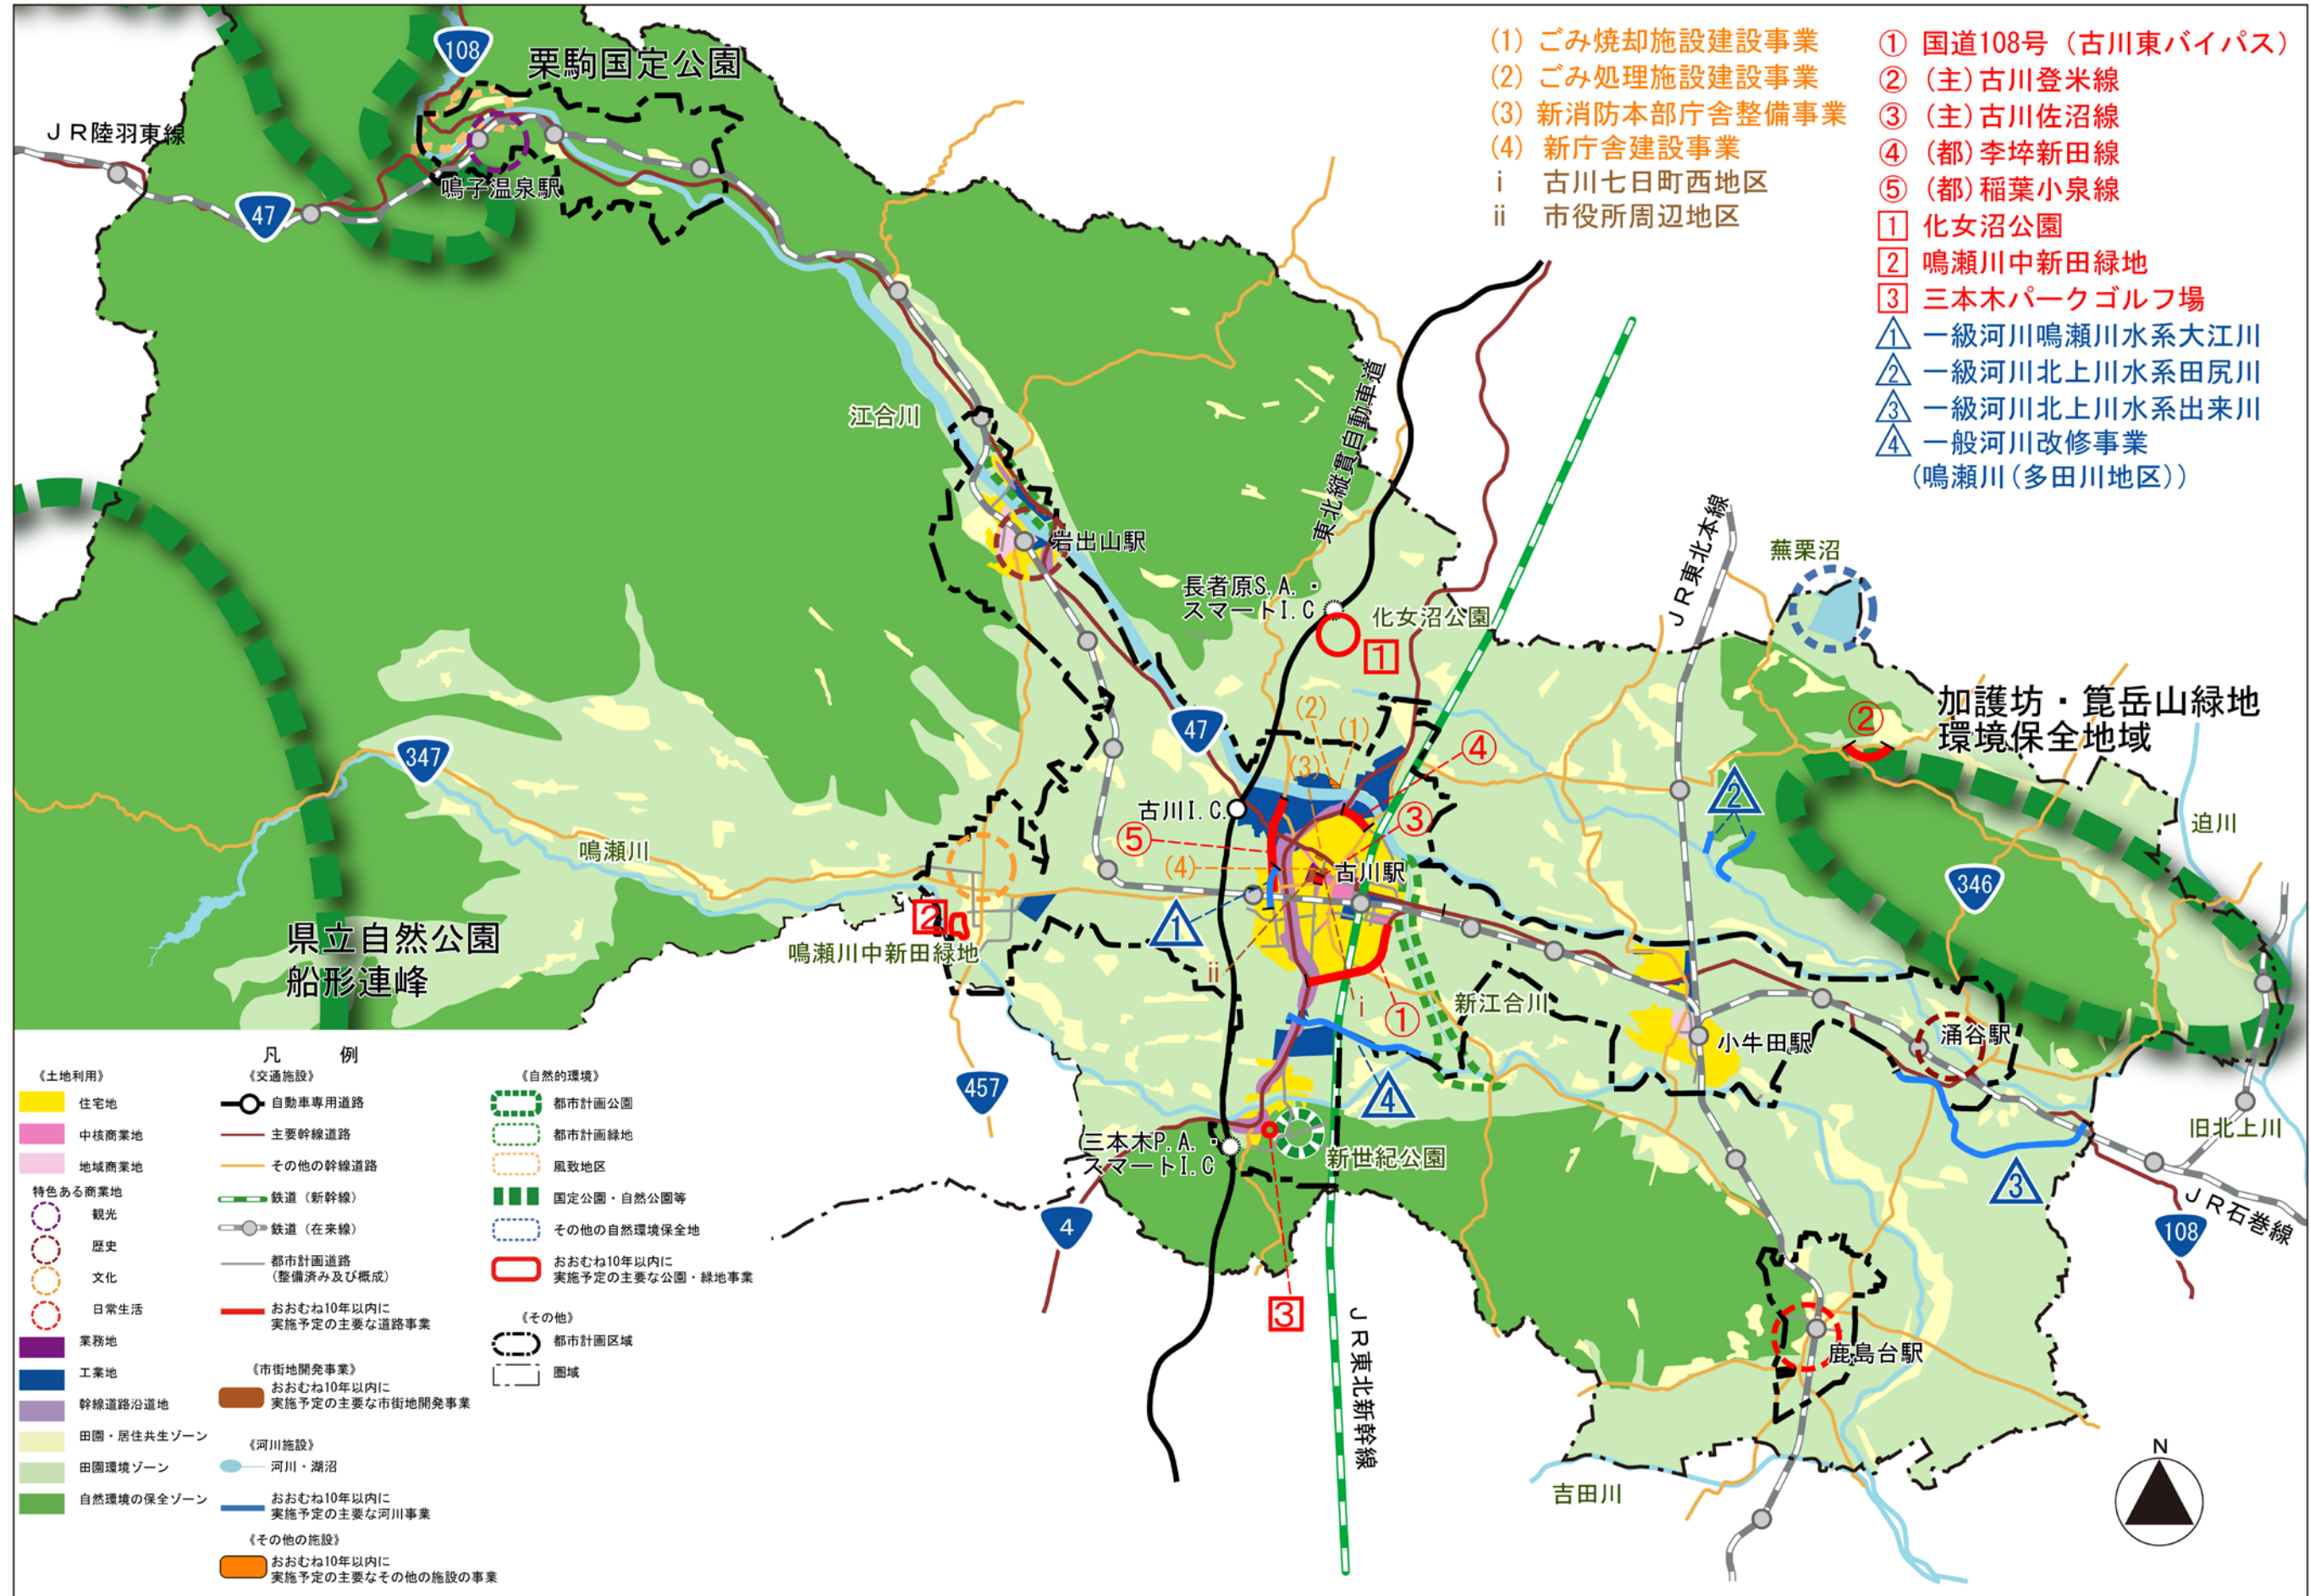 (1) ごみ焼却施設建設事業
(2) ごみ処理施設建設事業
(3) 新消防本部庁舎整備事業
(4) 新庁舎建設事業
i 古川七日町西地区
ii 市役所周辺地区
① 国道108号（古川東バイパス）
② (主)古川登米線
③ (主)古川佐沼線
④ (都)李埣新田線
⑤ (都)稲葉小泉線
1 化女沼公園
2 鳴瀬川中新田緑地
3 三本木パークゴルフ場
1 一級河川鳴瀬川水系大江川
2 一級河川北上川水系田尻川
3 一級河川北上川水系出来川
4 一般河川改修事業
(鳴瀬川(多田川地区))
108
栗駒国定公園
ＪＲ陸羽東線
鳴子温泉駅
47
江合川
東北縦貫自動車道
岩出山駅
長者原S.A.・
スマートI.C
化女沼公園
1
ＪＲ東北本線
蕪栗沼
加護坊・箟岳山緑地
環境保全地域
②
47
(2)
(1)
(3)
④
347
古川I.C.
③
⑤
(4)
古川駅
2
迫川
346
鳴瀬川
2
1
県立自然公園
船形連峰
鳴瀬川中新田緑地
ii
i
①
新江合川
小牛田駅
涌谷駅
457
4
三本木P.A.・
スマートI.C
新世紀公園
旧北上川
3
ＪＲ石巻線
108
4
3
ＪＲ東北新幹線
鹿島台駅
吉田川
N
凡 例
《土地利用》
住宅地
中核商業地
地域商業地
特色ある商業地
観光
歴史
文化
日常生活
業務地
工業地
幹線道路沿道地
田園・居住共生ゾーン
田園環境ゾーン
自然環境の保全ゾーン
《交通施設》
自動車専用道路
主要幹線道路
その他の幹線道路
鉄道（新幹線）
鉄道（在来線）
都市計画道路
(整備済み及び概成)
おおむね10年以内に
実施予定の主要な道路事業
《市街地開発事業》
おおむね10年以内に
実施予定の主要な市街地開発事業
《河川施設》
河川・湖沼
おおむね10年以内に
実施予定の主要な河川事業
《その他の施設》
おおむね10年以内に
実施予定の主要なその他の施設の事業
《自然的環境》
都市計画公園
都市計画緑地
風致地区
国定公園・自然公園等
その他の自然環境保全地
おおむね10年以内に
実施予定の主要な公園・緑地事業
《その他》
都市計画区域
圏域